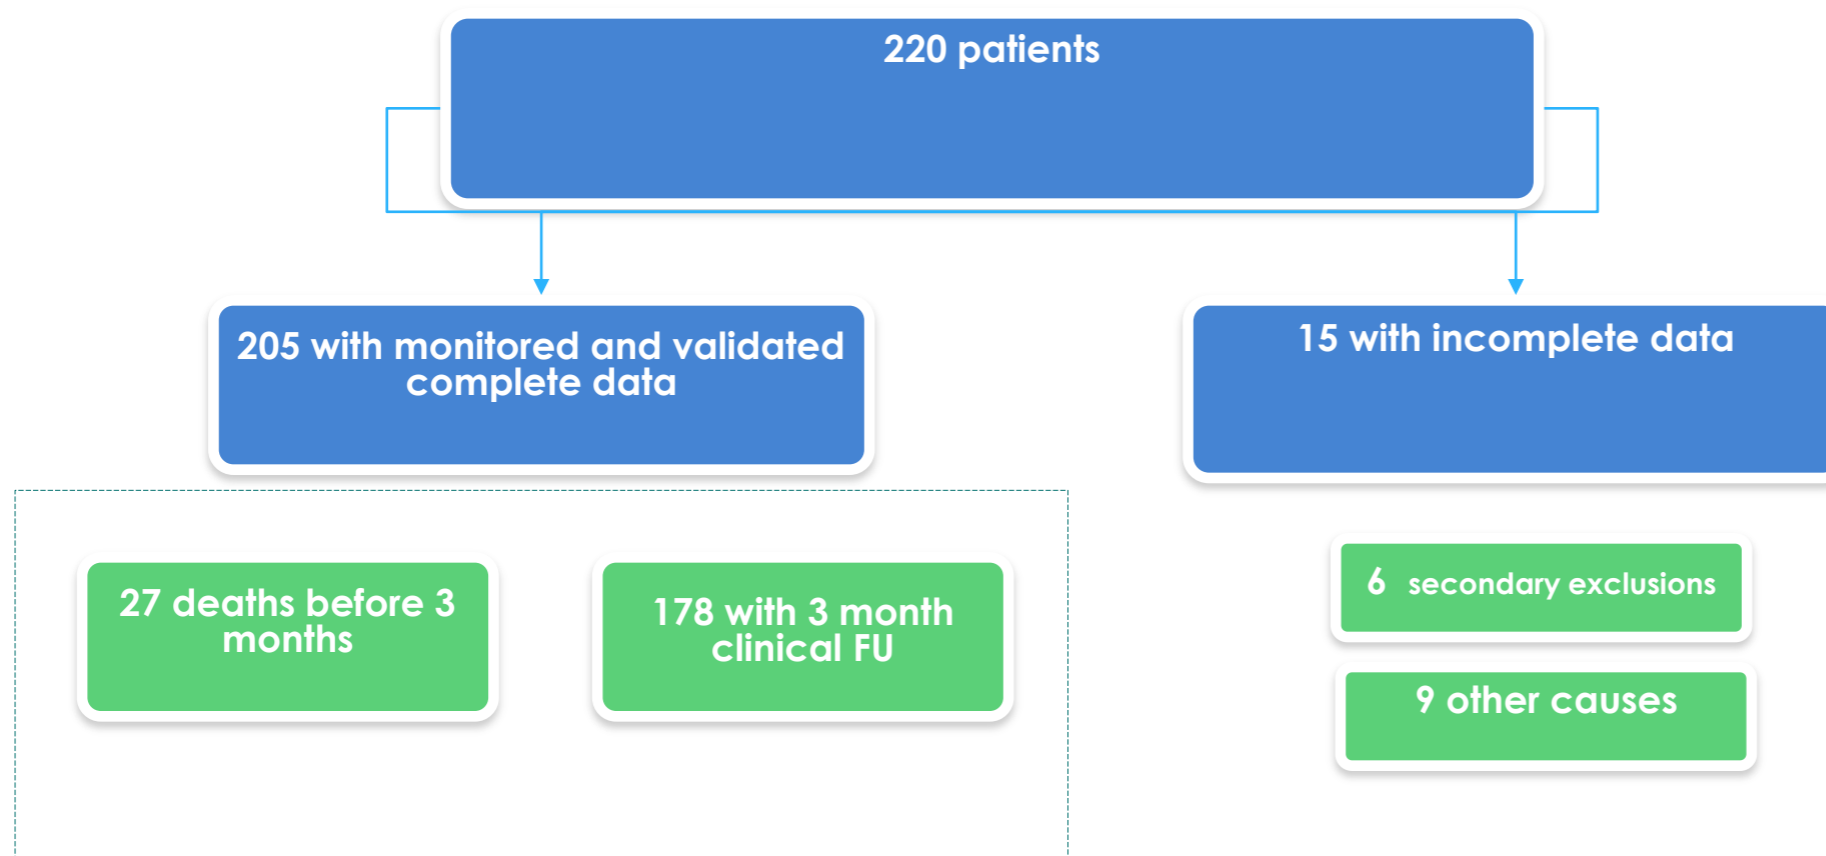 220 patients
205 with monitored and validated
complete data
15 with incomplete data
27 deaths before 3
months
178 with 3 month
clinical FU
6 secondary exclusions
9 other causes